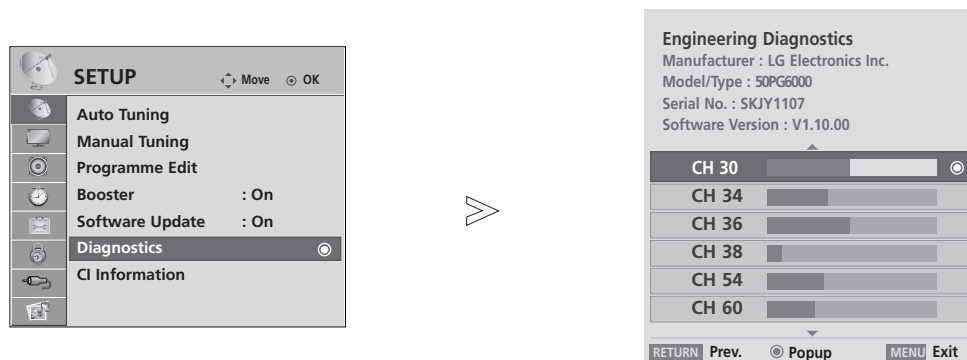 SETUP
Move OK
Auto Tuning
Manual Tuning
Programme Edit
Booster : On
Software Update : On
Diagnostics
CI Information
Engineering Diagnostics
Manufacturer : LG Electronics Inc.
Model/Type : 50PG6000
Serial No. : SKJY1107
Software Version : V1.10.00
CH 30
CH 34
CH 36
CH 38
CH 54
CH 60
RETURN Prev. Popup MENU Exit